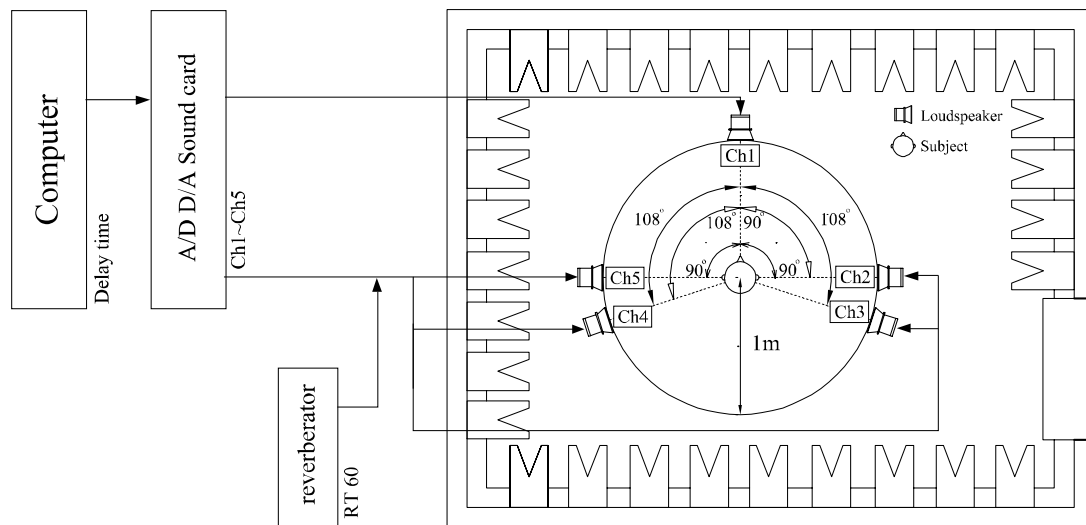 Computer
Delay time
A/D D/A Sound card
Ch1~Ch5
reverberator
RT 60
Loudspeaker
Subject
Ch1
108°
108°
90°
108°
90°
90°
Ch5
Ch2
Ch4
Ch3
1m